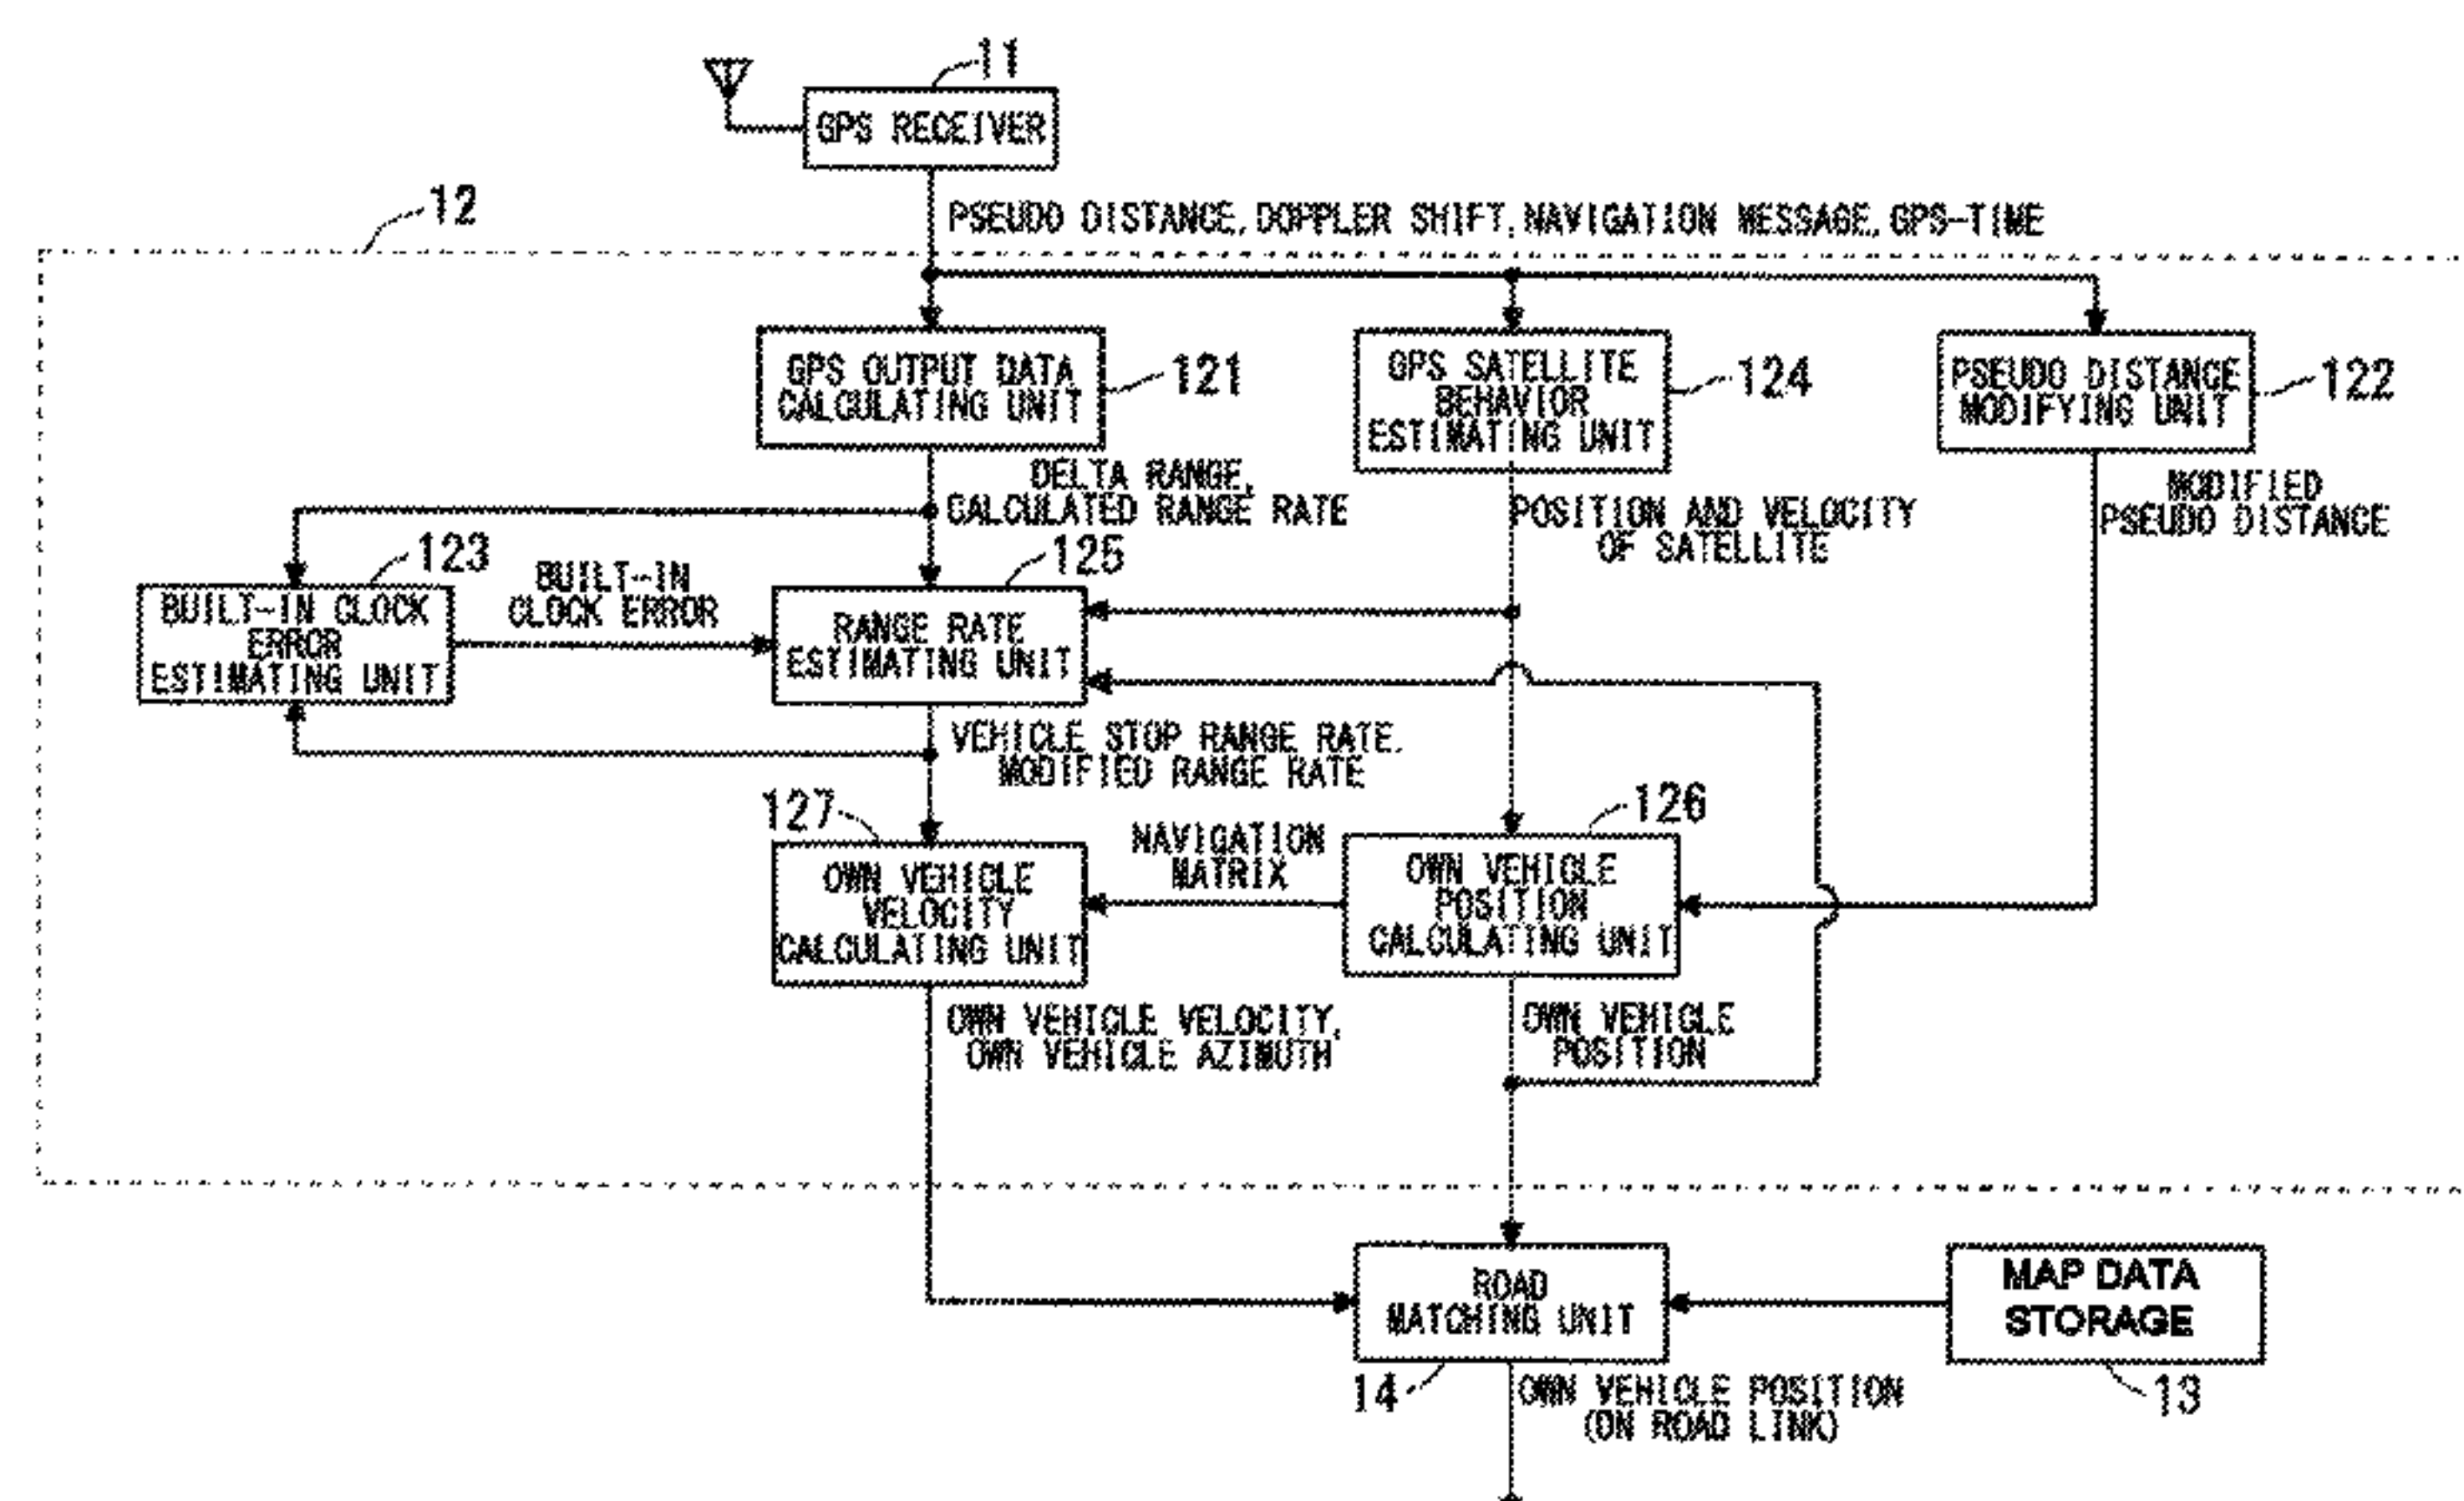 11
GPS RECEIVER
12
PSEUDO DISTANCE, DOPPLER SHIFT, NAVIGATION MESSAGE, GPS-TIME
GPS OUTPUT DATA
CALCULATING UNIT
121
GPS SATELLITE
BEHAVIOR
ESTIMATING UNIT
124
PSEUDO DISTANCE
MODIFYING UNIT
122
DELTA RANGE,
CALCULATED RANGE RATE
POSITION AND VELOCITY
OF SATELLITE
MODIFIED
PSEUDO DISTANCE
123
BUILT-IN CLOCK
ERROR
ESTIMATING UNIT
BUILT-IN
CLOCK ERROR
125
RANGE RATE
ESTIMATING UNIT
VEHICLE STOP RANGE RATE,
MODIFIED RANGE RATE
127
OWN VEHICLE
VELOCITY
CALCULATING UNIT
NAVIGATION
MATRIX
126
OWN VEHICLE
POSITION
CALCULATING UNIT
OWN VEHICLE VELOCITY,
OWN VEHICLE AZIMUTH
OWN VEHICLE
POSITION
ROAD
MATCHING UNIT
14
MAP DATA
STORAGE
13
OWN VEHICLE POSITION
(ON ROAD LINK)